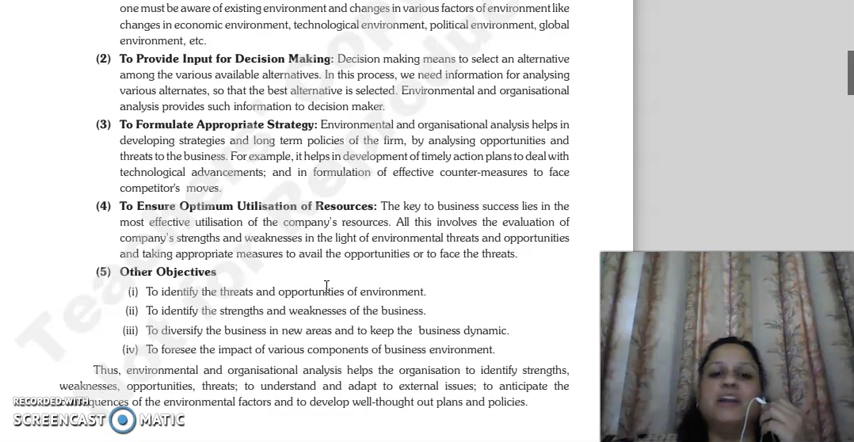 one must be aware of existing environment and changes in various factors of environment like
changes in economic environment, technological environment, political environment, global
environment, etc.
(2) To Provide Input for Decision Making: Decision making means to select an alternative
among the various available alternatives. In this process, we need information for analysing
various alternates, so that the best alternative is selected. Environmental and organisational
analysis provides such information to decision maker.
(3) To Formulate Appropriate Strategy: Environmental and organisational analysis helps in
developing strategies and long term policies of the firm, by analysing opportunities and
threats to the business. For example, it helps in development of timely action plans to deal with
technological advancements; and in formulation of effective counter-measures to face
competitor's moves.
(4) To Ensure Optimum Utilisation of Resources: The key to business success lies in the
most effective utilisation of the company's resources. All this involves the evaluation of
company's strengths and weaknesses in the light of environmental threats and opportunities
and taking appropriate measures to avail the opportunities or to face the threats.
(5) Other Objectives
(i) To identify the threats and opportunities of environment.
(ii) To identify the strengths and weaknesses of the business.
(iii) To diversify the business in new areas and to keep the business dynamic.
(iv) To foresee the impact of various components of business environment.
Thus, environmental and organisational analysis helps the organisation to identify strengths,
weaknesses, opportunities, threats; to understand and adapt to external issues; to anticipate the
quences of the environmental factors and to develop well-thought out plans and policies.
RECORDED WITH
SCREENCAST MATIC
Teachers' Copy
Not for Reproduc